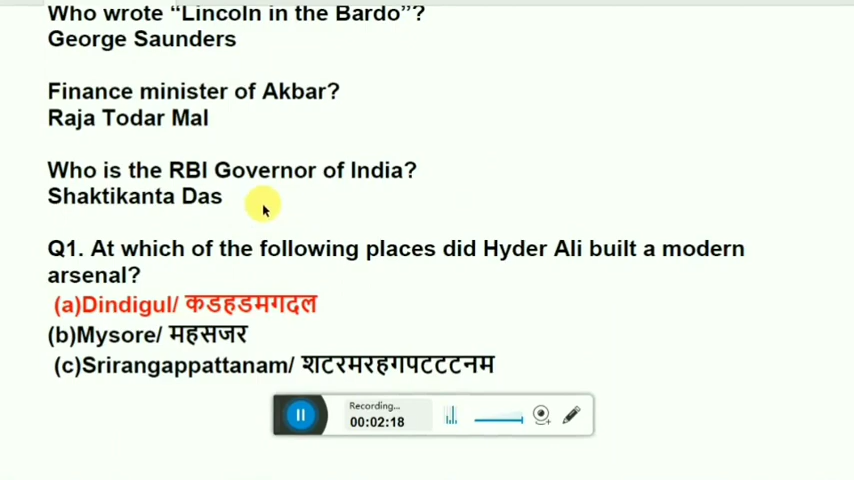 Who wrote “Lincoln in the Bardo”?
George Saunders
Finance minister of Akbar?
Raja Todar Mal
Who is the RBI Governor of India?
Shaktikanta Das
Q1. At which of the following places did Hyder Ali built a modern
arsenal?
(a)Dindigul/ कडहडमगदल
(b)Mysore/ महसजर
(c)Srirangappattanam/ शटरमरहगपटटटनम
Recording...
00:02:18